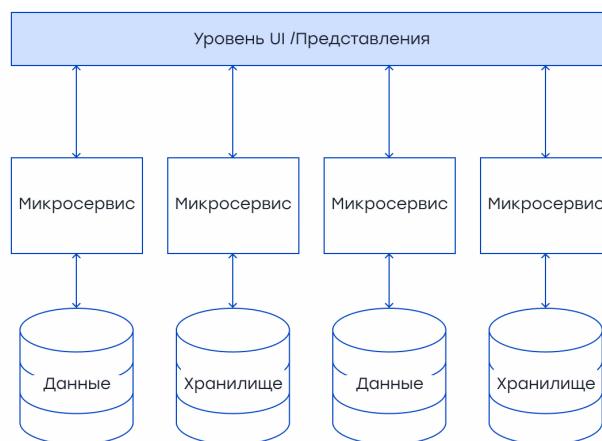 Уровень UI /Представления
Микросервис
Микросервис
Микросервис
Микросервис
Данные
Хранилище
Данные
Хранилище